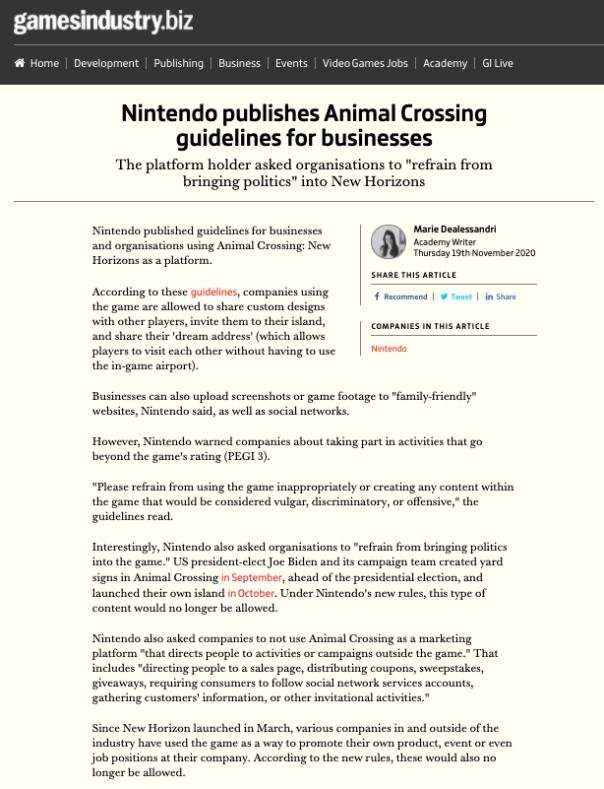 gamesindustry.biz
Home | Development | Publishing | Business | Events | Video Games Jobs | Academy | GI Live
Nintendo publishes Animal Crossing
guidelines for businesses
The platform holder asked organisations to "refrain from
bringing politics" into New Horizons
Nintendo published guidelines for businesses
and organisations using Animal Crossing: New
Horizons as a platform.
According to these guidelines, companies using
the game are allowed to share custom designs
with other players, invite them to their island,
and share their 'dream address' (which allows
players to visit each other without having to use
the in-game airport).
Marie Dealessandri
Academy Writer
Thursday 19th November 2020
SHARE THIS ARTICLE
Recommend | Tweet | in Share
COMPANIES IN THIS ARTICLE
Nintendo
Businesses can also upload screenshots or game footage to "family-friendly"
websites, Nintendo said, as well as social networks.
However, Nintendo warned companies about taking part in activities that go
beyond the game's rating (PEGI 3).
"Please refrain from using the game inappropriately or creating any content within
the game that would be considered vulgar, discriminatory, or offensive," the
guidelines read.
Interestingly, Nintendo also asked organisations to "refrain from bringing politics
into the game." US president-elect Joe Biden and its campaign team created yard
signs in Animal Crossing in September, ahead of the presidential election, and
launched their own island in October. Under Nintendo's new rules, this type of
content would no longer be allowed.
Nintendo also asked companies to not use Animal Crossing as a marketing
platform "that directs people to activities or campaigns outside the game." That
includes "directing people to a sales page, distributing coupons, sweepstakes,
giveaways, requiring consumers to follow social network services accounts,
gathering customers' information, or other invitational activities."
Since New Horizon launched in March, various companies in and outside of the
industry have used the game as a way to promote their own product, event or even
job positions at their company. According to the new rules, these would also no
longer be allowed.